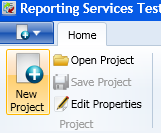 Reporting Services Test
Home
New
Project
Open Project
Save Project
Edit Properties
Project